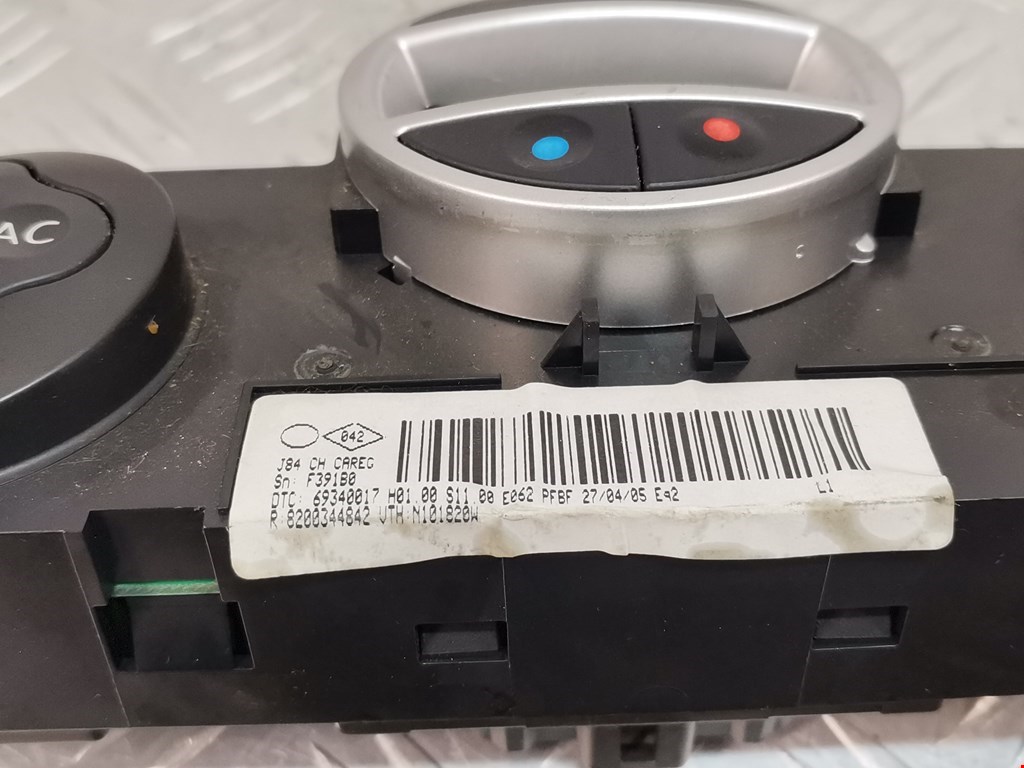 AC
042
J84 CH CAREG
Sn: F391B0
DTC: 69340017 H01.00 S11.00 E062 PFBF 27/04/05 Eq2
L1
R:8200344842 VTH:N101820W